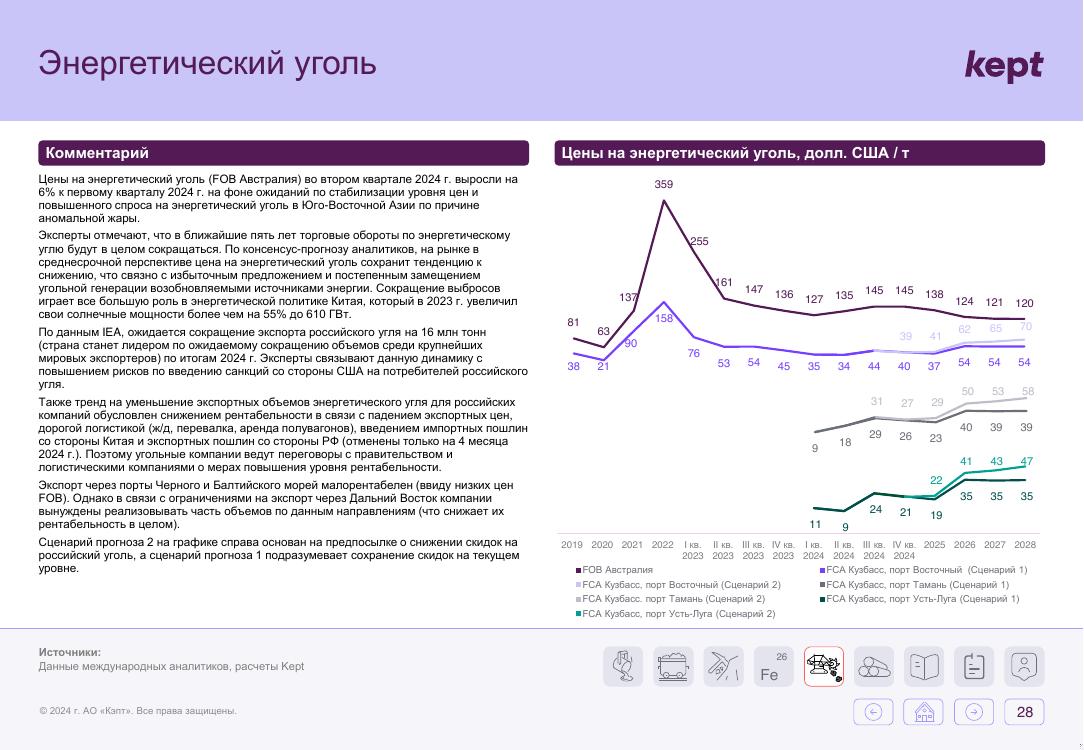 Энергетический уголь
kept
Комментарий
Цены на энергетический уголь (FOB Австралия) во втором квартале 2024 г. выросли на
6% к первому кварталу 2024 г. на фоне ожиданий по стабилизации уровня цен и
повышенного спроса на энергетический уголь в Юго-Восточной Азии по причине
аномальной жары.
Эксперты отмечают, что в ближайшие пять лет торговые обороты по энергетическому
углю будут в целом сокращаться. По консенсус-прогнозу аналитиков, на рынке в
среднесрочной перспективе цена на энергетический уголь сохранит тенденцию к
снижению, что связно с избыточным предложением и постепенным замещением
угольной генерации возобновляемыми источниками энергии. Сокращение выбросов
играет все большую роль в энергетической политике Китая, который в 2023 г. увеличил
свои солнечные мощности более чем на 55% до 610 ГВт.
По данным IEA, ожидается сокращение экспорта российского угля на 16 млн тонн
(страна станет лидером по ожидаемому сокращению объемов среди крупнейших
мировых экспортеров) по итогам 2024 г. Эксперты связывают данную динамику с
повышением рисков по введению санкций со стороны США на потребителей российского
угля.
Также тренд на уменьшение экспортных объемов энергетического угля для российских
компаний обусловлен снижением рентабельности в связи с падением экспортных цен,
дорогой логистикой (ж/д, перевалка, аренда полувагонов), введением импортных пошлин
со стороны Китая и экспортных пошлин со стороны РФ (отменены только на 4 месяца
2024 г.). Поэтому угольные компании ведут переговоры с правительством и
логистическими компаниями о мерах повышения уровня рентабельности.
Экспорт через порты Черного и Балтийского морей малорентабелен (ввиду низких цен
FOB). Однако в связи с ограничениями на экспорт через Дальний Восток компании
вынуждены реализовывать часть объемов по данным направлениям (что снижает их
рентабельность в целом).
Сценарий прогноза 2 на графике справа основан на предпосылке о снижении скидок на
российский уголь, а сценарий прогноза 1 подразумевает сохранение скидок на текущем
уровне.
Цены на энергетический уголь, долл. США / т
81 63 137 359 255 161 147 136 127 135 145 145 138 124 121 120
39 41 62 65 70
38 21 90 158 76 53 54 45 35 34 44 40 37 54 54 54
31 27 29 50 53 58
9 18 29 26 23 40 39 39
22 41 43 47
11 9 24 21 19 35 35 35
2019 2020 2021 2022 I кв. II кв. III кв. IV кв. I кв. II кв. III кв. IV кв. 2025 2026 2027 2028
2023 2023 2023 2023 2024 2024 2024 2024
FOB Австралия
FCA Кузбасс, порт Восточный (Сценарий 1)
FCA Кузбасс, порт Восточный (Сценарий 2)
FCA Кузбасс, порт Тамань (Сценарий 1)
FCA Кузбасс. порт Тамань (Сценарий 2)
FCA Кузбасс, порт Усть-Луга (Сценарий 1)
FCA Кузбасс, порт Усть-Луга (Сценарий 2)
Источники:
Данные международных аналитиков, расчеты Kept
26
Fe
© 2024 г. АО «Кэпт». Все права защищены.
28